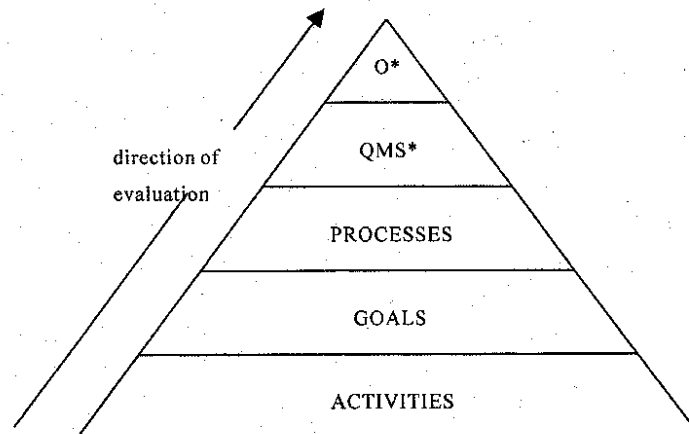 O*
QMS*
direction of
evaluation
PROCESSES
GOALS
ACTIVITIES